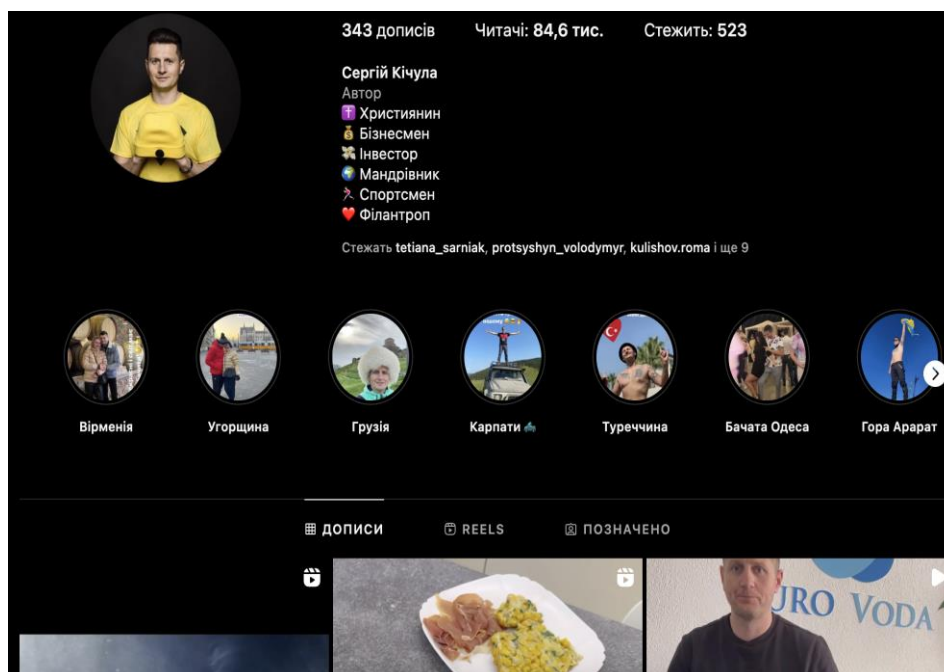 343 дописів Читачі: 84,6 тис. Стежить: 523
Сергій Кічула
Автор
✝️ Християнин
💰 Бізнесмен
💸 Інвестор
🌍 Мандрівник
🏃 Спортсмен
❤️ Філантроп
Стежать tetiana_sarniak, protsyshyn_volodymyr, kulishov.roma і ще 9
Вірменія Угорщина Грузія Карпати 🚜 Туреччина Бачата Одеса Гора Арарат
ДОПИСИ REELS ПОЗНАЧЕНО
URO VODA